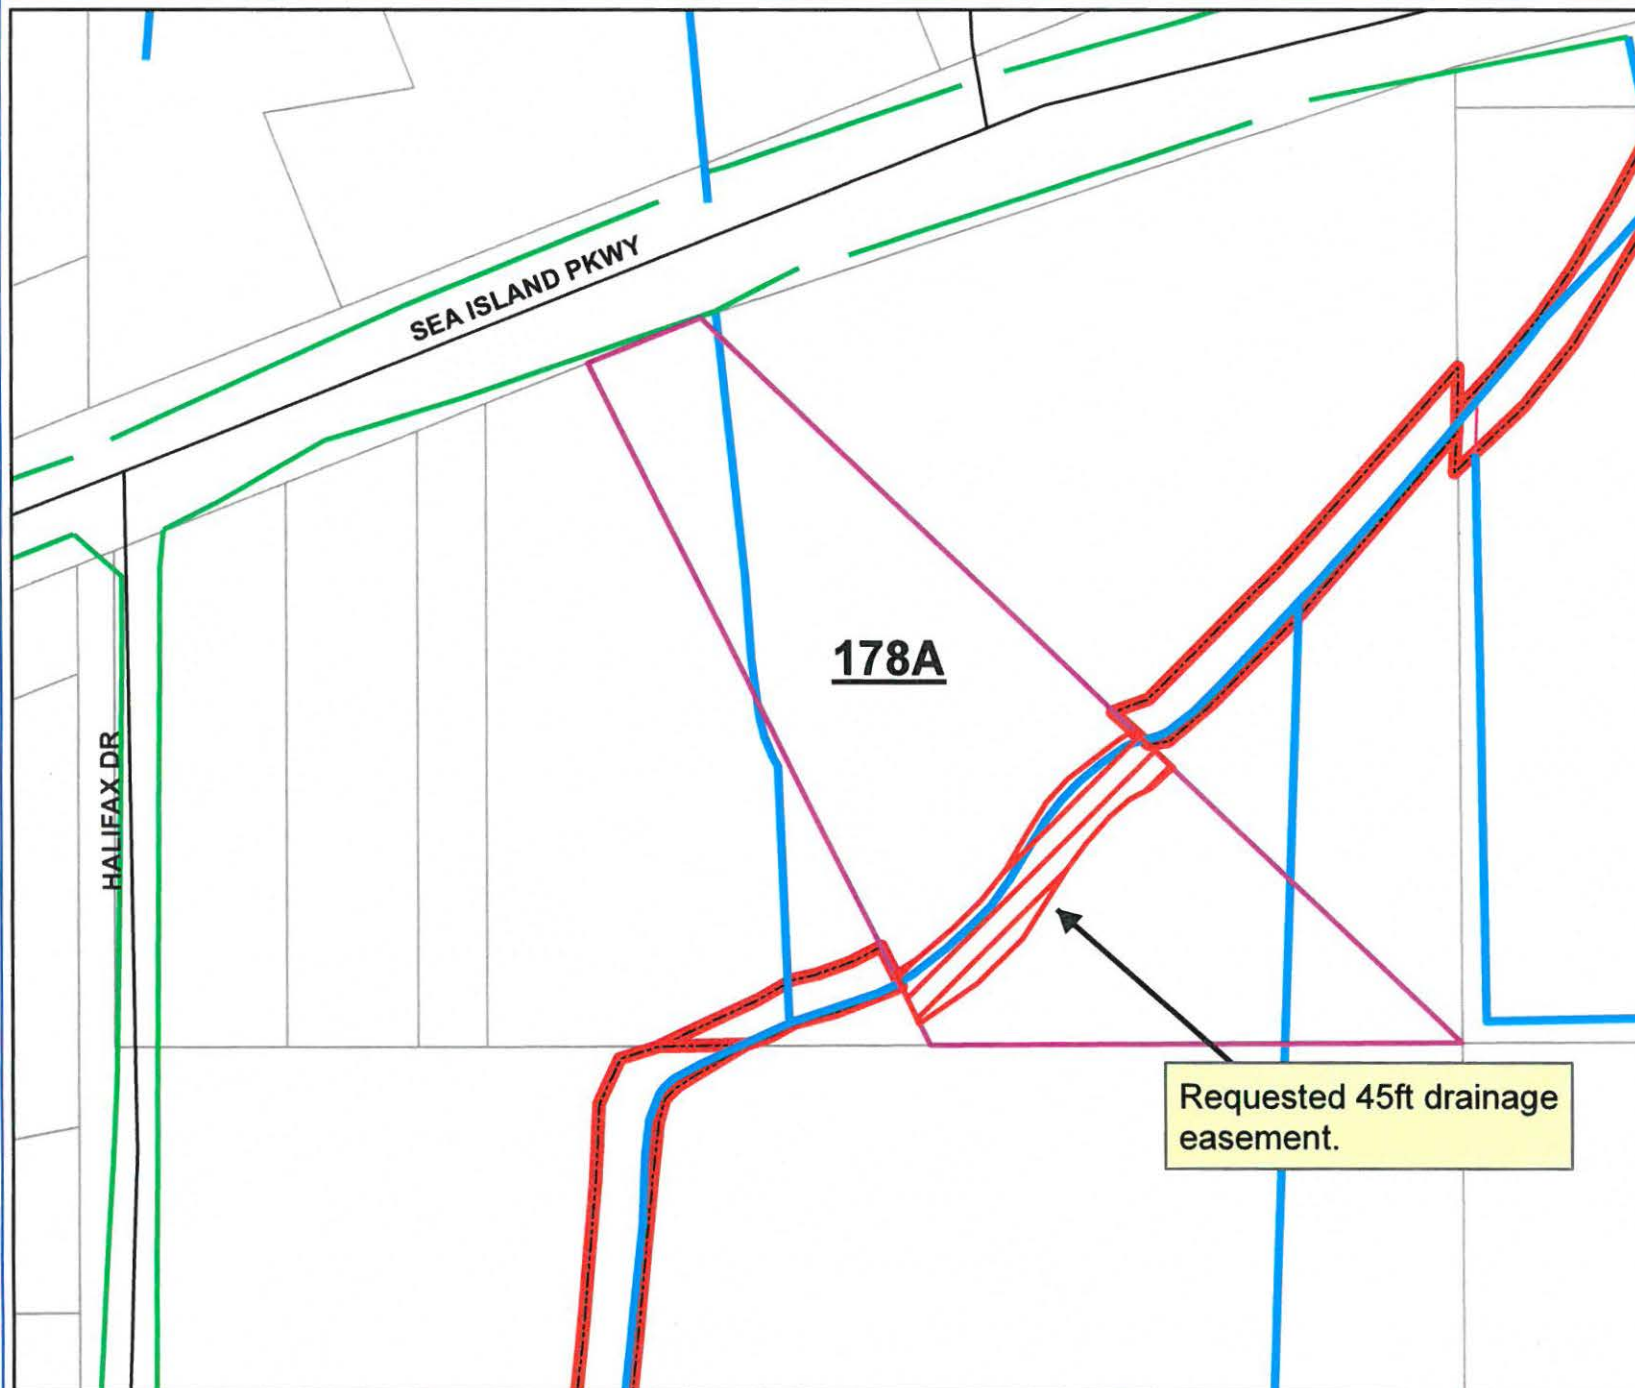 SEA ISLAND PKWY
178A
HALIFAX DR
Requested 45ft drainage
easement.